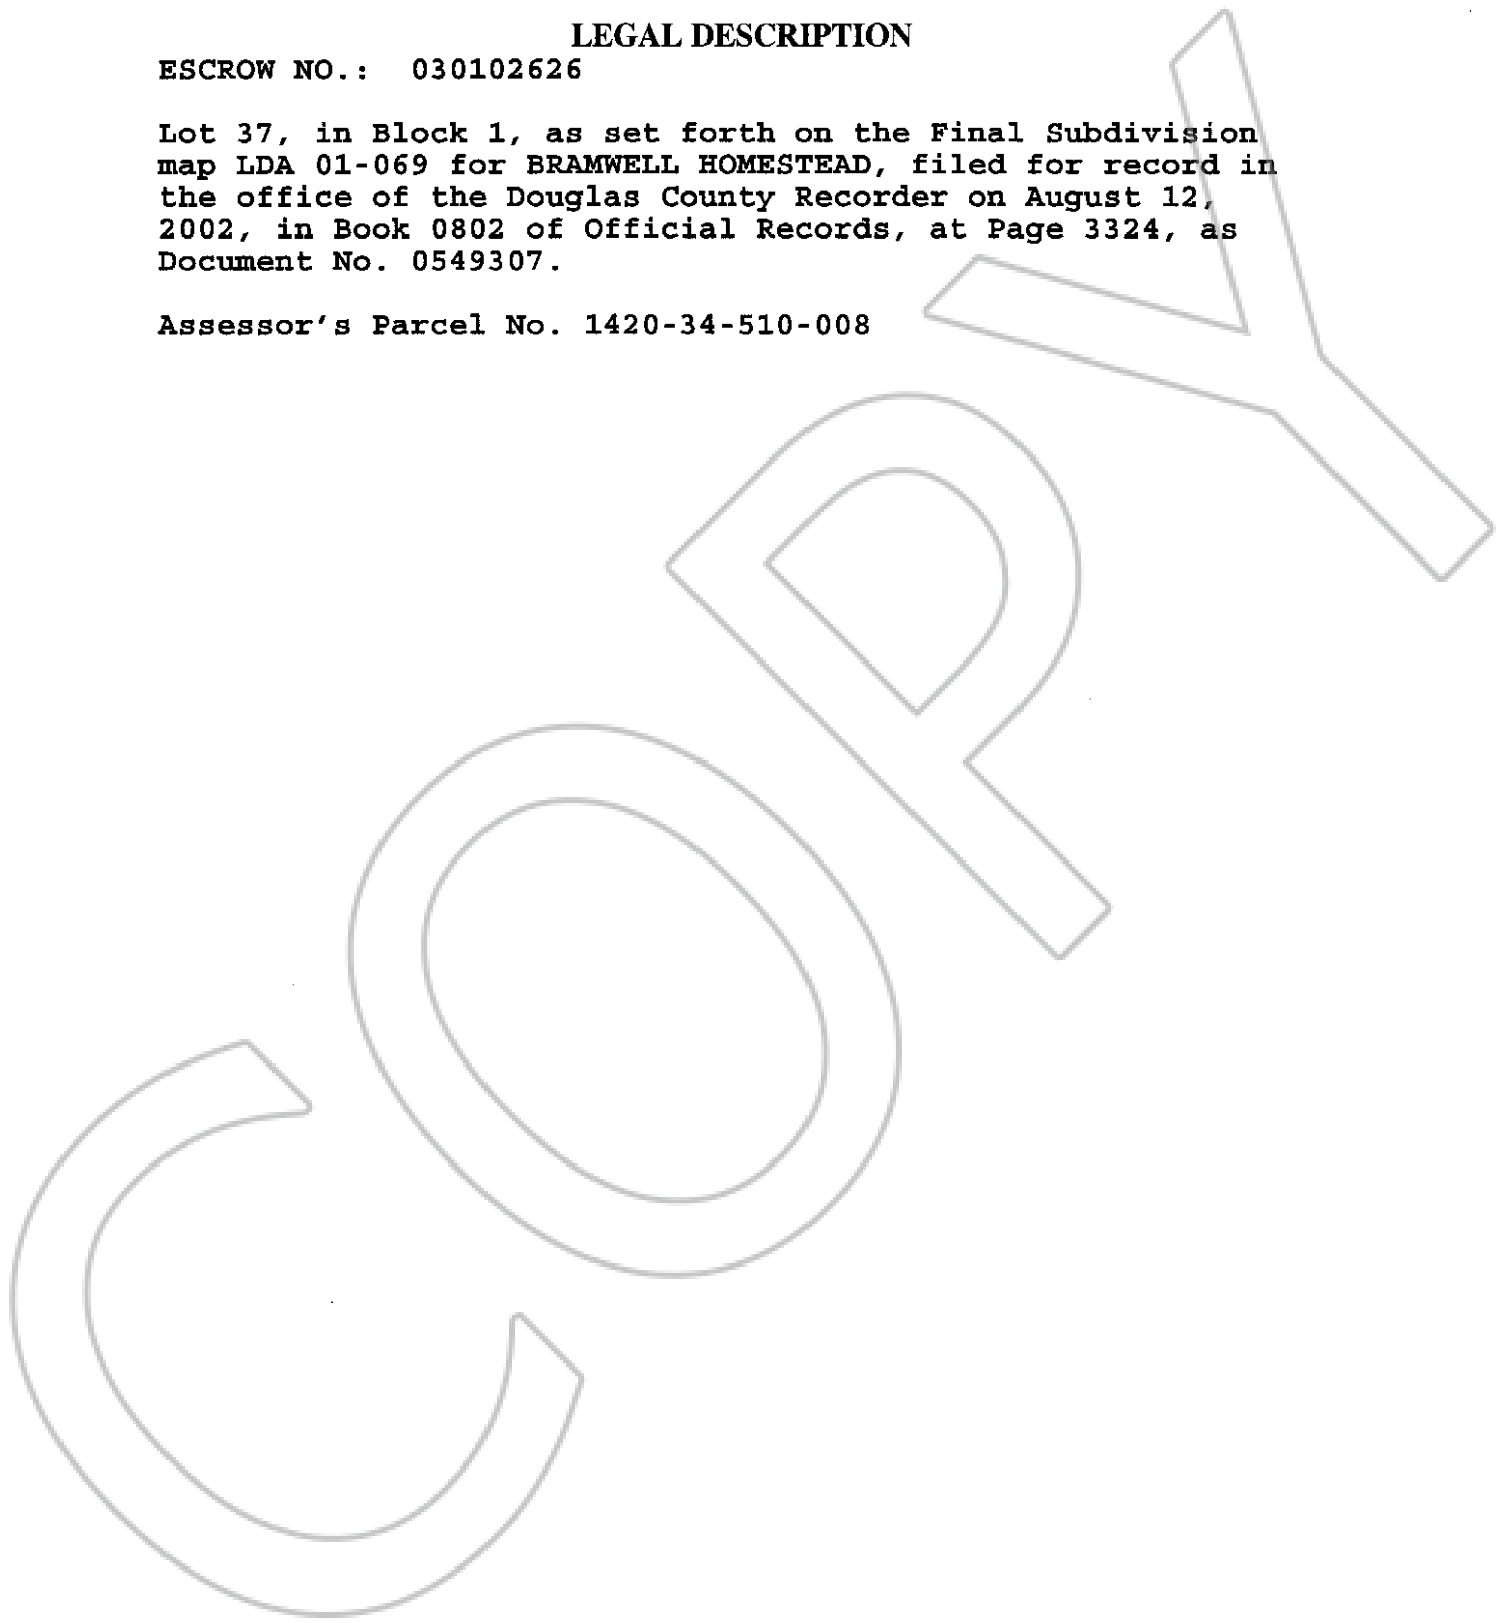 LEGAL DESCRIPTION
ESCROW NO.: 030102626
Lot 37, in Block 1, as set forth on the Final Subdivision
map LDA 01-069 for BRAMWELL HOMESTEAD, filed for record in
the office of the Douglas County Recorder on August 12,
2002, in Book 0802 of Official Records, at Page 3324, as
Document No. 0549307.
Assessor's Parcel No. 1420-34-510-008
COPY